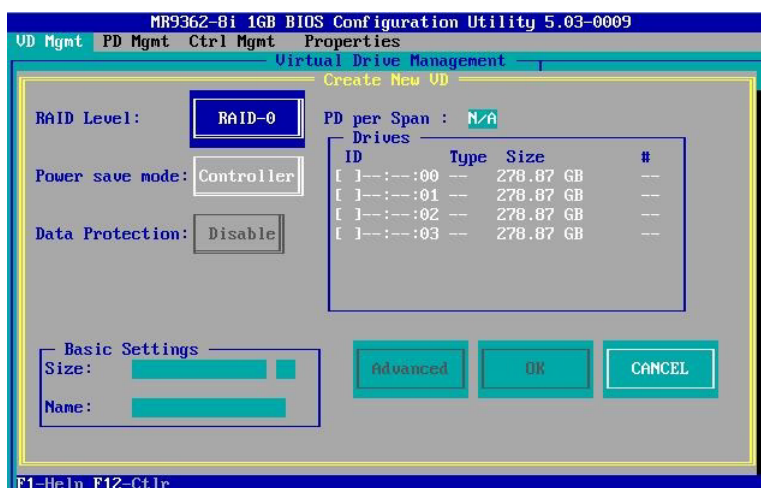 MR9362-8i 1GB BIOS Configuration Utility 5.03-0009
VD Mgmt PD Mgmt Ctrl Mgmt Properties
Virtual Drive Management
Create New VD
RAID Level: RAID-0 PD per Span : N/A
Drives
ID Type Size #
Power save mode: Controller [ ]--:--:00 -- 278.87 GB --
[ ]--:--:01 -- 278.87 GB --
[ ]--:--:02 -- 278.87 GB --
Data Protection: Disable [ ]--:--:03 -- 278.87 GB --
Basic Settings
Size: Advanced OK CANCEL
Name:
F1-Help F12-Ctlr